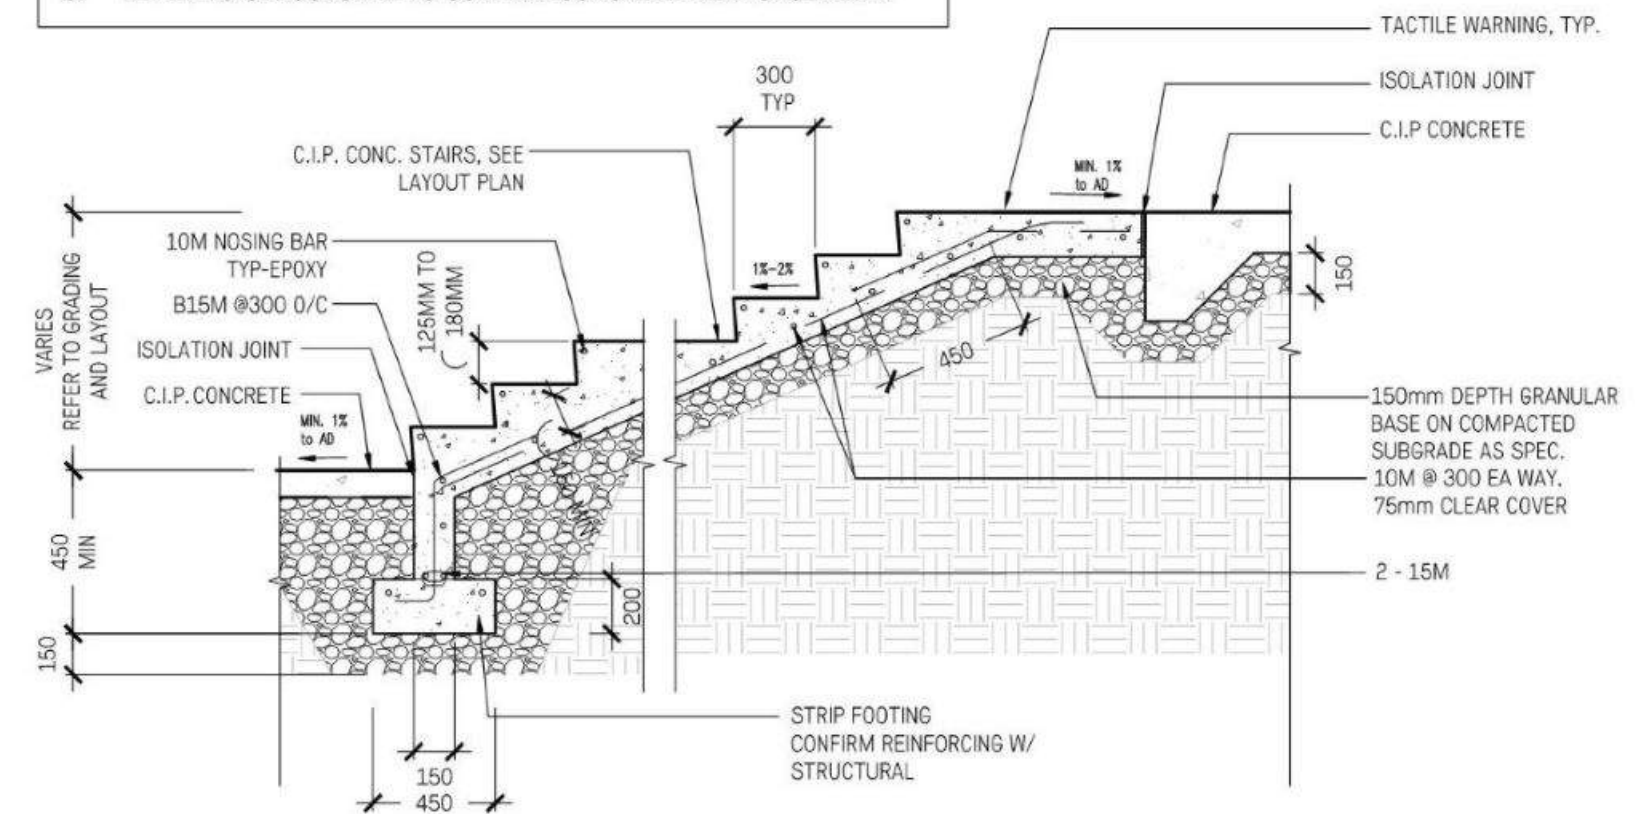 TACTILE WARNING, TYP.
ISOLATION JOINT
C.I.P CONCRETE
300
TYP
C.I.P. CONC. STAIRS, SEE
LAYOUT PLAN
MIN. 1%
to AD
10M NOSING BAR
TYP-EPOXY
B15M @300 O/C
ISOLATION JOINT
C.I.P. CONCRETE
MIN. 1%
to AD
125MM TO
180MM
1%-2%
VARIES
REFER TO GRADING
AND LAYOUT
150
450
150mm DEPTH GRANULAR
BASE ON COMPACTED
SUBGRADE AS SPEC.
10M @ 300 EA WAY.
75mm CLEAR COVER
450
MIN
MIN
2 - 15M
200
150
STRIP FOOTING
CONFIRM REINFORCING W/
STRUCTURAL
150
450